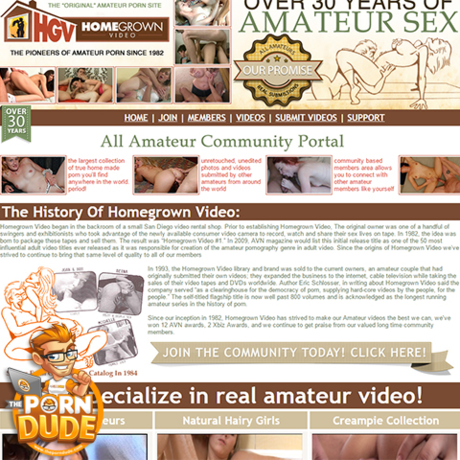 THE "ORIGINAL" AMATEUR PORN SITE
OVER 30 YEARS OF
AMATEUR SEX
HGV HOMEGROWN
VIDEO
THE PIONEERS OF AMATEUR PORN SINCE 1982
ALL AMATEURS
OUR PROMISE
REAL SUBMISSIONS
HOME | JOIN | MEMBERS | VIDEOS | SUBMIT VIDEOS | SUPPORT
OVER
30
YEARS
All Amateur Community Portal
the largest collection
of true home made
porn you'll find
anywhere in the world.
period!
unretouched, unedited
photos and videos
submitted by other
amateurs from around
the world
community based
members area allows
you to connect with
other amateur
members like yourself
The History Of Homegrown Video:
Homegrown Video began in the backroom of a small San Diego video rental shop. Prior to establishing Homegrown Video, The original owner was one of a handful of
swingers and exhibitionists who took advantage of the newly available consumer video camera to record, watch and share their sex lives on tape. In 1982, the idea was
born to package these tapes and sell them. The result was "Homegrown Video #1." In 2009, AVN magazine would list this initial release title as one of the 50 most
influential adult video titles ever released as it was responsible for creation of the amateur pornography genre in adult video. Since the origins of Homegrown Video we've
strived to continue to bring that same level of quality to all of our members
In 1993, the Homegrown Video library and brand was sold to the current owners, an amateur couple that had
originally submitted their own videos, they expanded the business to the internet, cable television while taking the
sales of their video tapes and DVDs worldwide. Author Eric Schlosser, in writing about Homegrown Video said the
company served "as a clearinghouse for the democracy of porn, supplying hard-core videos by the people, for the
people." The self-titled flagship title is now well past 800 volumes and is acknowledged as the longest running
amateur series in the history of porn.
Since our inception in 1982, Homegrown Video has strived to make our Amateur videos the best we can, we've
won 12 AVN awards, 2 Xbiz Awards, and we continue to get praise from our valued long time community
members.
JOIN THE COMMUNITY TODAY! CLICK HERE!
Catalog In 1984
THE PORN DUDE
pecialize in real amateur video!
eurs
Natural Hairy Girls
Creampie Collection